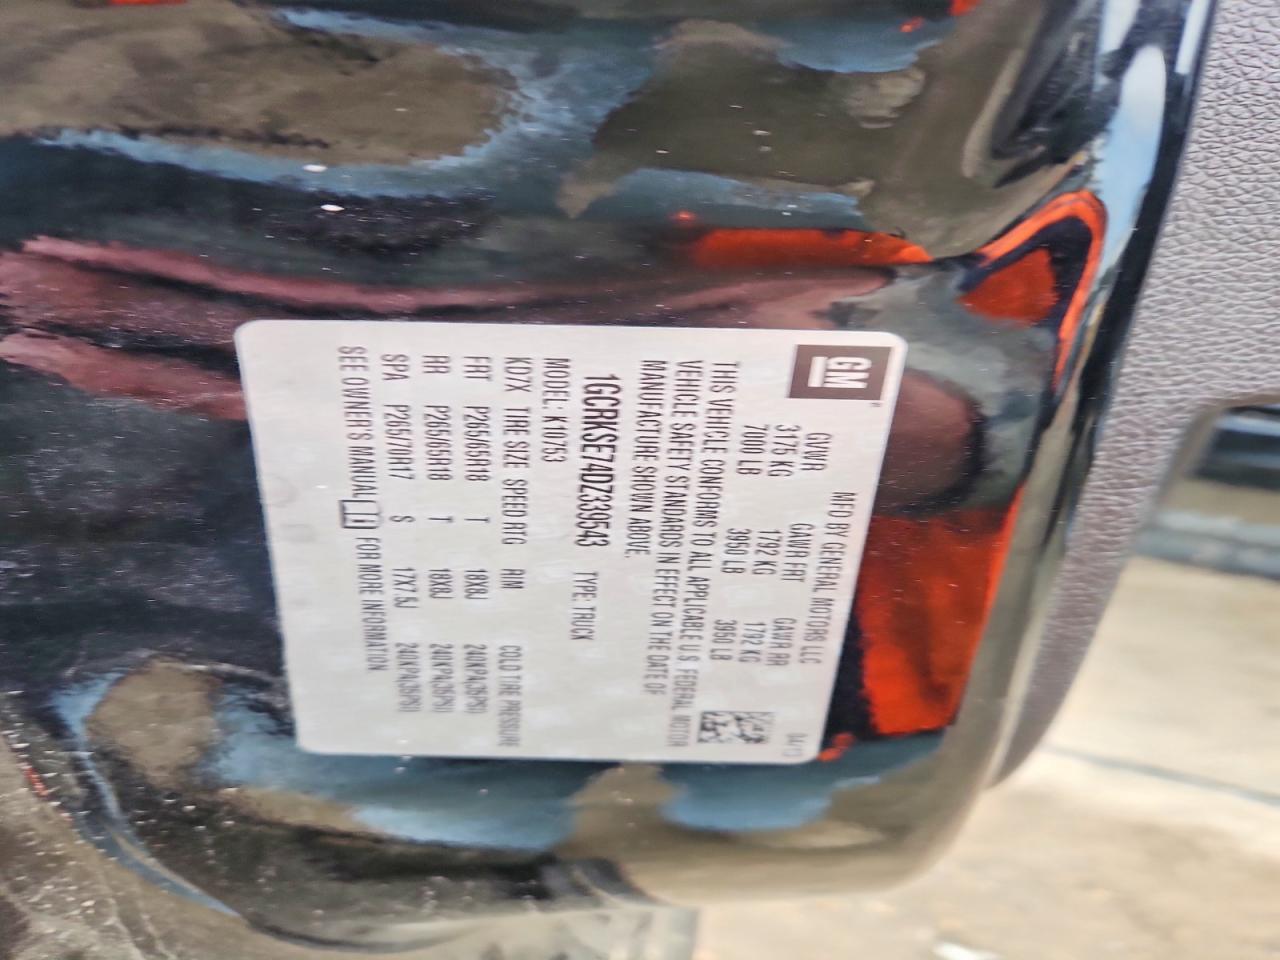 GM
MFD BY GENERAL MOTORS LLC 04/13
GVWR GAWR FRT GAWR RR
3175 KG 1792 KG 1792 KG
7000 LB 3950 LB 3950 LB
THIS VEHICLE CONFORMS TO ALL APPLICABLE U.S. FEDERAL MOTOR
VEHICLE SAFETY STANDARDS IN EFFECT ON THE DATE OF
MANUFACTURE SHOWN ABOVE.
1GCRKSE74DZ339543 TYPE: TRUCK
MODEL: K10753
KD7X TIRE SIZE SPEED RTG RIM COLD TIRE PRESSURE
FRT P265/65R18 T 18X8J 240KPA(35PSI)
RR P265/65R18 T 18X8J 240KPA(35PSI)
SPA P265/70R17 S 17X7.5J 240KPA(35PSI)
SEE OWNER'S MANUAL FOR MORE INFORMATION